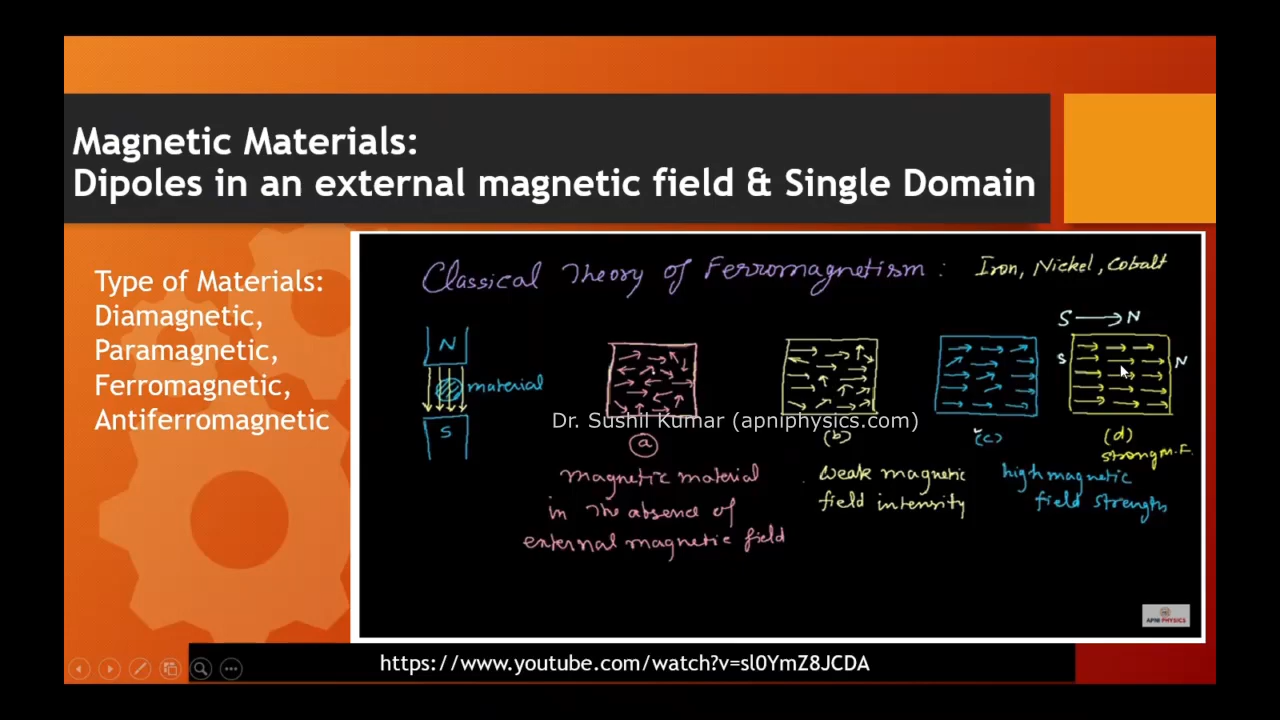 Magnetic Materials:
Dipoles in an external magnetic field & Single Domain
Type of Materials:
Diamagnetic,
Paramagnetic,
Ferromagnetic,
Antiferromagnetic
Classical Theory of Ferromagnetism : Iron, Nickel, Cobalt
N
material
S
S N
S
N
Dr. Sushil Kumar (apniphysics.com)
(a)
magnetic material
in the absence of
external magnetic field
(b)
weak magnetic
field intensity
(c)
high magnetic
field strength
(d)
strong M.F.
APNI PHYSICS
https://www.youtube.com/watch?v=sl0YmZ8JCDA